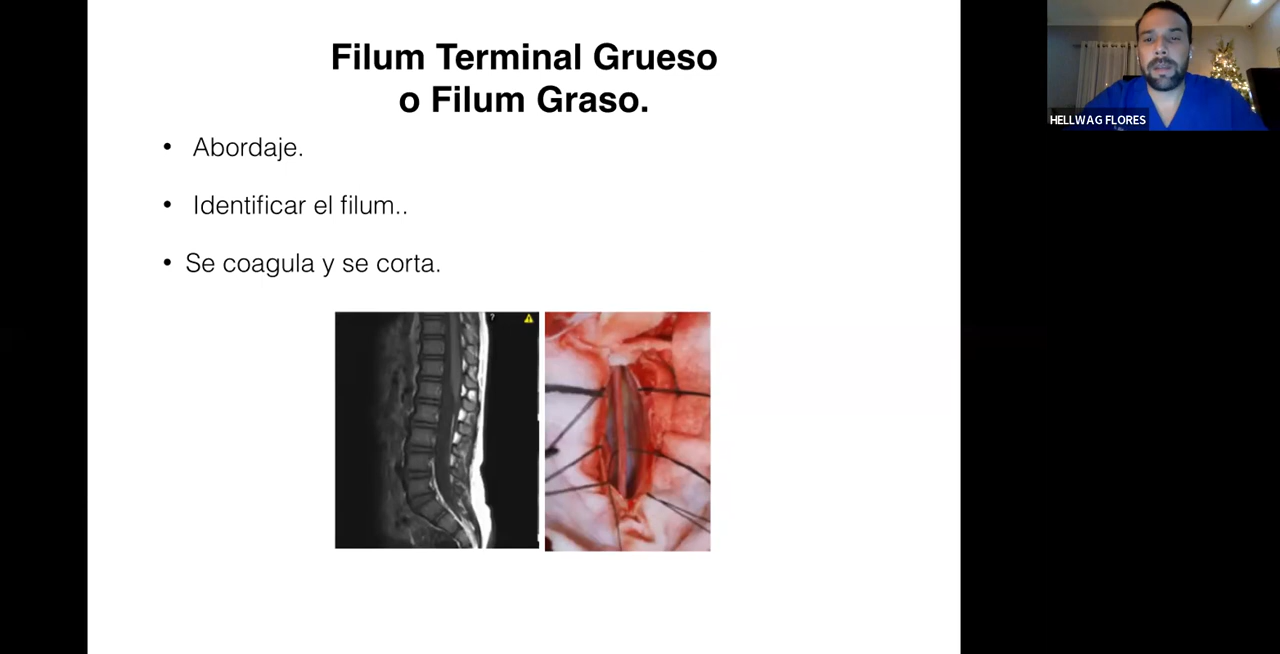 Filum Terminal Grueso
o Filum Graso.
• Abordaje.
• Identificar el filum..
• Se coagula y se corta.
?
HELLWAG FLORES